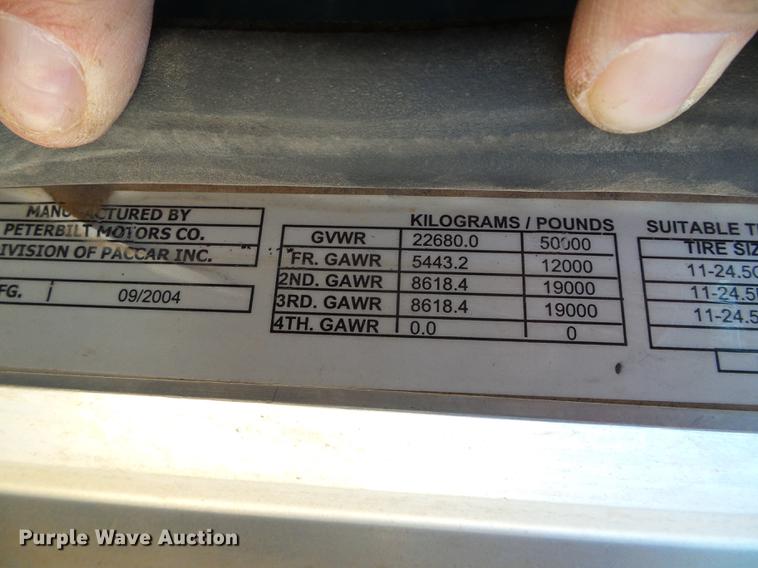 MANUFACTURED BY
PETERBILT MOTORS CO.
DIVISION OF PACCAR INC.
FG. 09/2004
KILOGRAMS / POUNDS
GVWR 22680.0 50000
FR. GAWR 5443.2 12000
2ND. GAWR 8618.4 19000
3RD. GAWR 8618.4 19000
4TH. GAWR 0.0 0
SUITABLE TI
TIRE SIZ
11-24.50
11-24.5
11-24.5
Purple Wave Auction